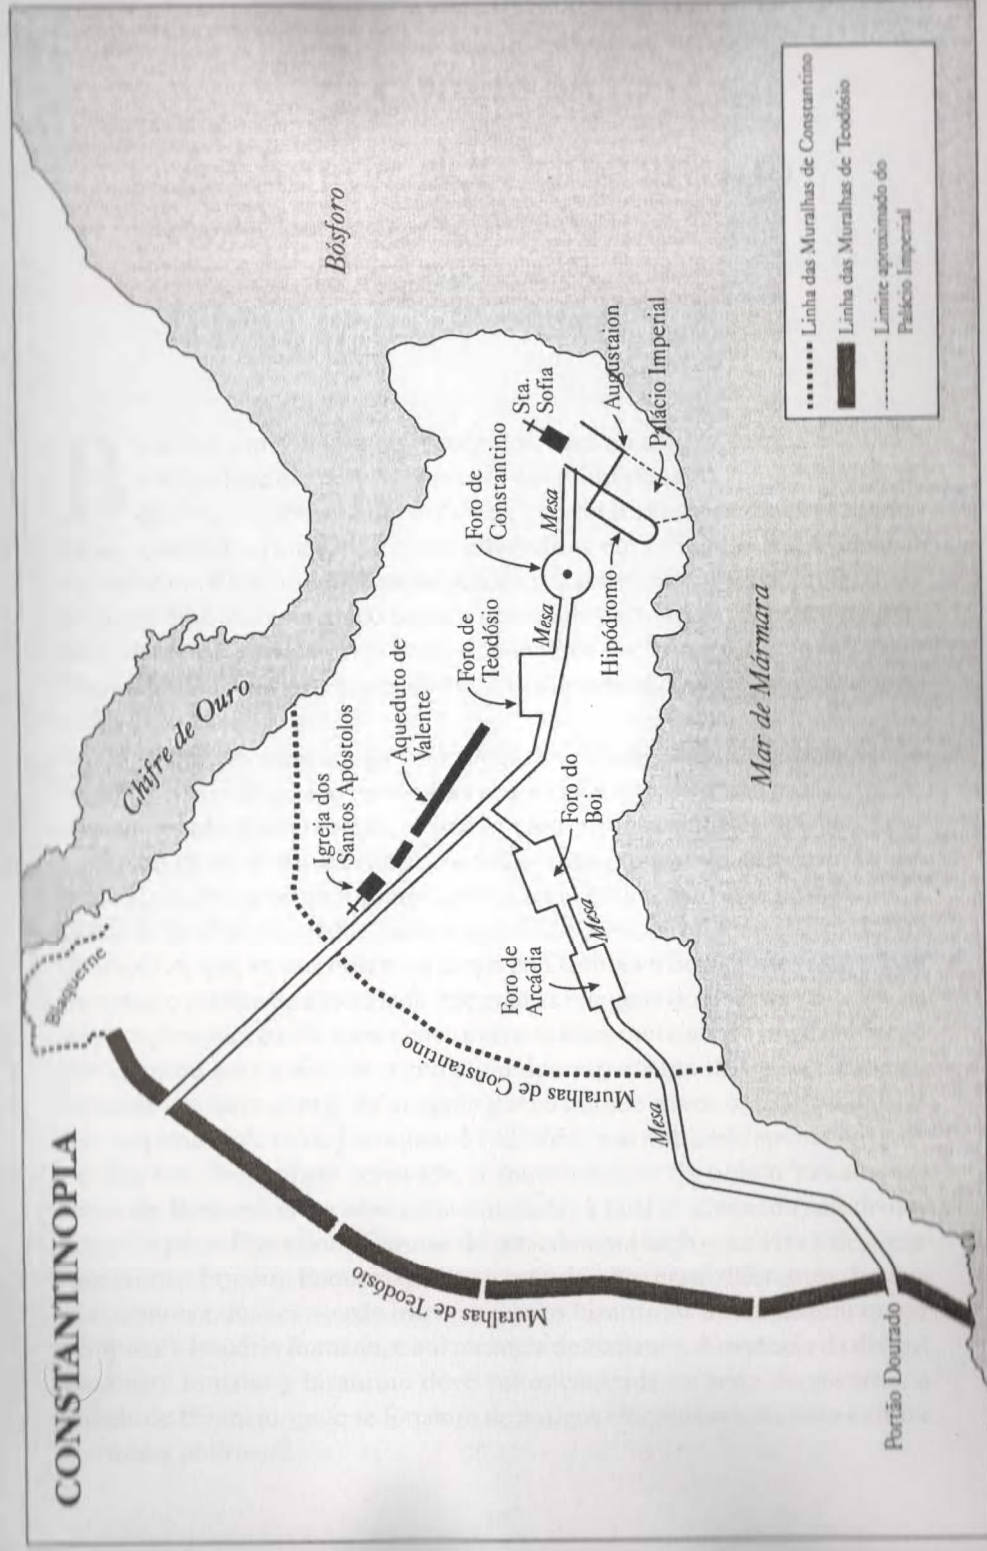 CONSTANTINOPLA
Blaquerne
Chifre de Ouro
Bósforo
Igreja dos
Santos Apóstolos
Aqueduto de
Valente
Foro de
Teodósio
Foro de
Constantino
Sta.
Sofia
Mesa
Mesa
Augustaion
Palácio Imperial
Hipódromo
Foro do
Boi
Mesa
Foro de
Arcádia
Muralhas de Constantino
Mesa
Muralhas de Teodósio
Mar de Mármara
Portão Dourado
Linha das Muralhas de Constantino
Linha das Muralhas de Teodósio
Limite aproximado do
Palácio Imperial